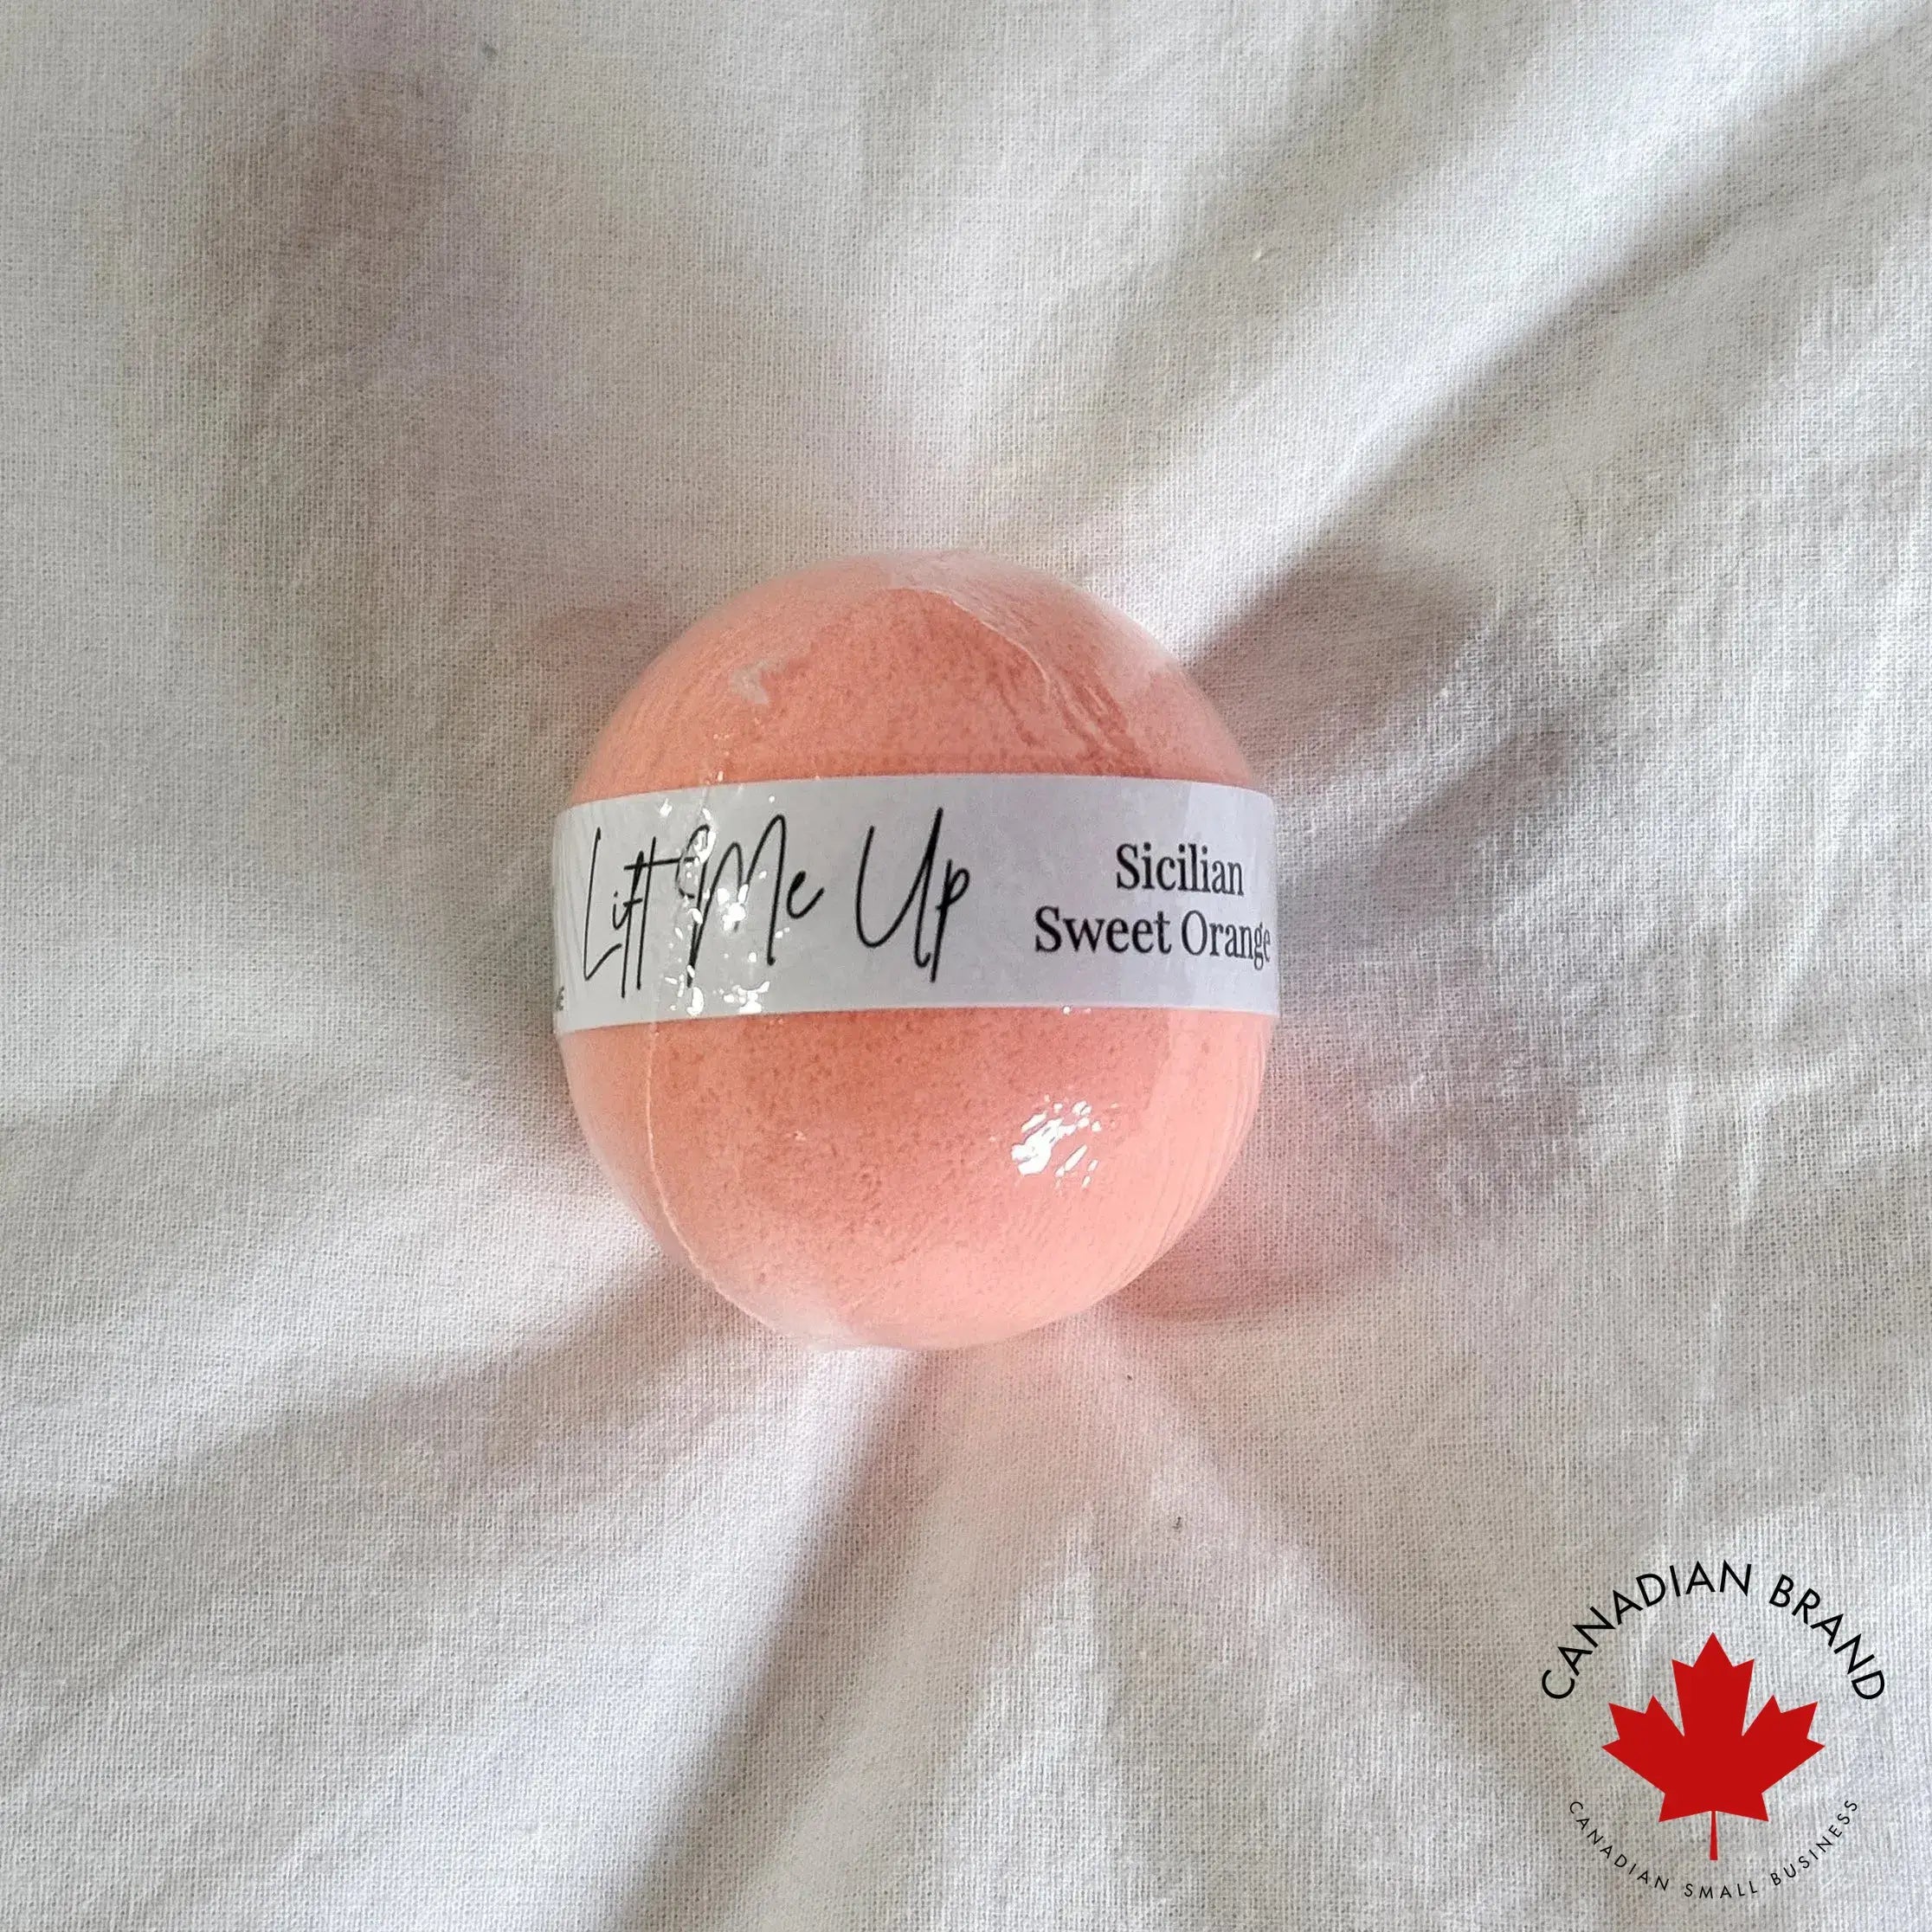 Lift Me Up
Sicilian
Sweet Orange
CANADIAN BRAND
CANADIAN SMALL BUSINESS